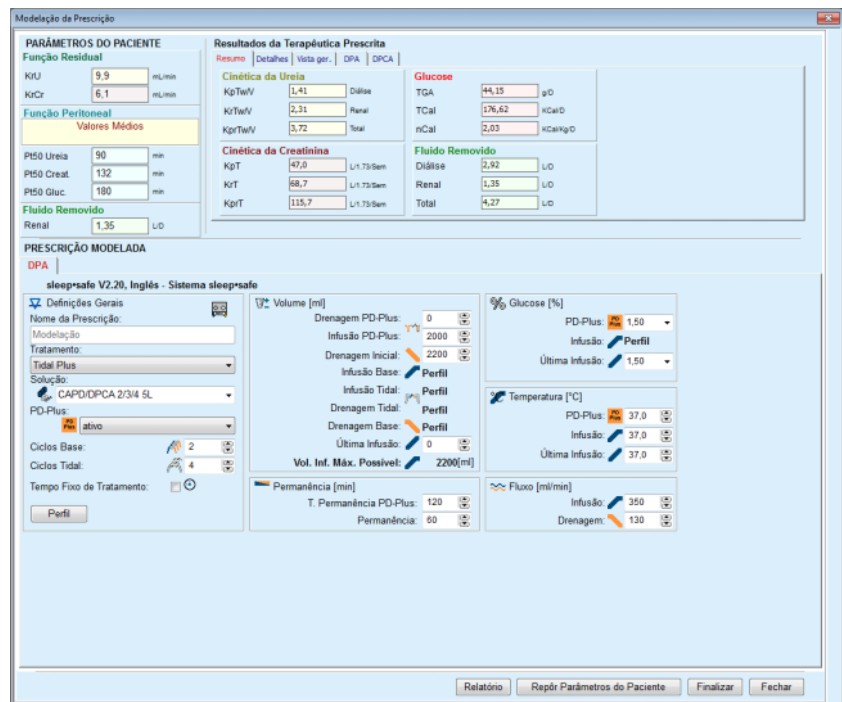 Modelação da Prescrição
PARÂMETROS DO PACIENTE
Função Residual
KrU 9,9 mL/min
KrCr 6,1 mL/min
Função Peritoneal
Valores Médios
Pt50 Ureia 90 min
Pt50 Creat. 132 min
Pt50 Gluc. 180 min
Fluido Removido
Renal 1,35 L/D
Resultados da Terapêutica Prescrita
Resumo Detalhes Vista ger. DPA DPCA
Cinética da Ureia
KpTw/V 1,41 Diálise
KrTw/V 2,31 Renal
KprTw/V 3,72 Total
Glucose
TGA 44,15 g/D
TCal 176,62 KCal/D
nCal 2,03 KCal/Kg/D
Cinética da Creatinina
KpT 47,0 L/1.73/Sem
KrT 68,7 L/1.73/Sem
KprT 115,7 L/1.73/Sem
Fluido Removido
Diálise 2,92 L/D
Renal 1,35 L/D
Total 4,27 L/D
PRESCRIÇÃO MODELADA
DPA
sleep•safe V2.20, Inglês - Sistema sleep•safe
Definições Gerais
Nome da Prescrição:
Modelação
Tratamento:
Tidal Plus
Solução:
CAPD/DPCA 2/3/4 5L
PD-Plus:
PD Plus ativo
Ciclos Base: 2
Ciclos Tidal: 4
Tempo Fixo de Tratamento:
Perfil
Volume [ml]
Drenagem PD-Plus: 0
Infusão PD-Plus: 2000
Drenagem Inicial: 2200
Infusão Base: Perfil
Infusão Tidal: Perfil
Drenagem Tidal: Perfil
Drenagem Base: Perfil
Última Infusão: 0
Vol. Inf. Máx. Possível: 2200[ml]
Permanência [min]
T. Permanência PD-Plus: 120
Permanência: 60
Glucose [%]
PD-Plus: PD Plus 1,50
Infusão: Perfil
Última Infusão: 1,50
Temperatura [°C]
PD-Plus: PD Plus 37,0
Infusão: 37,0
Última Infusão: 37,0
Fluxo [ml/min]
Infusão: 350
Drenagem: 130
Relatório Repôr Parâmetros do Paciente Finalizar Fechar